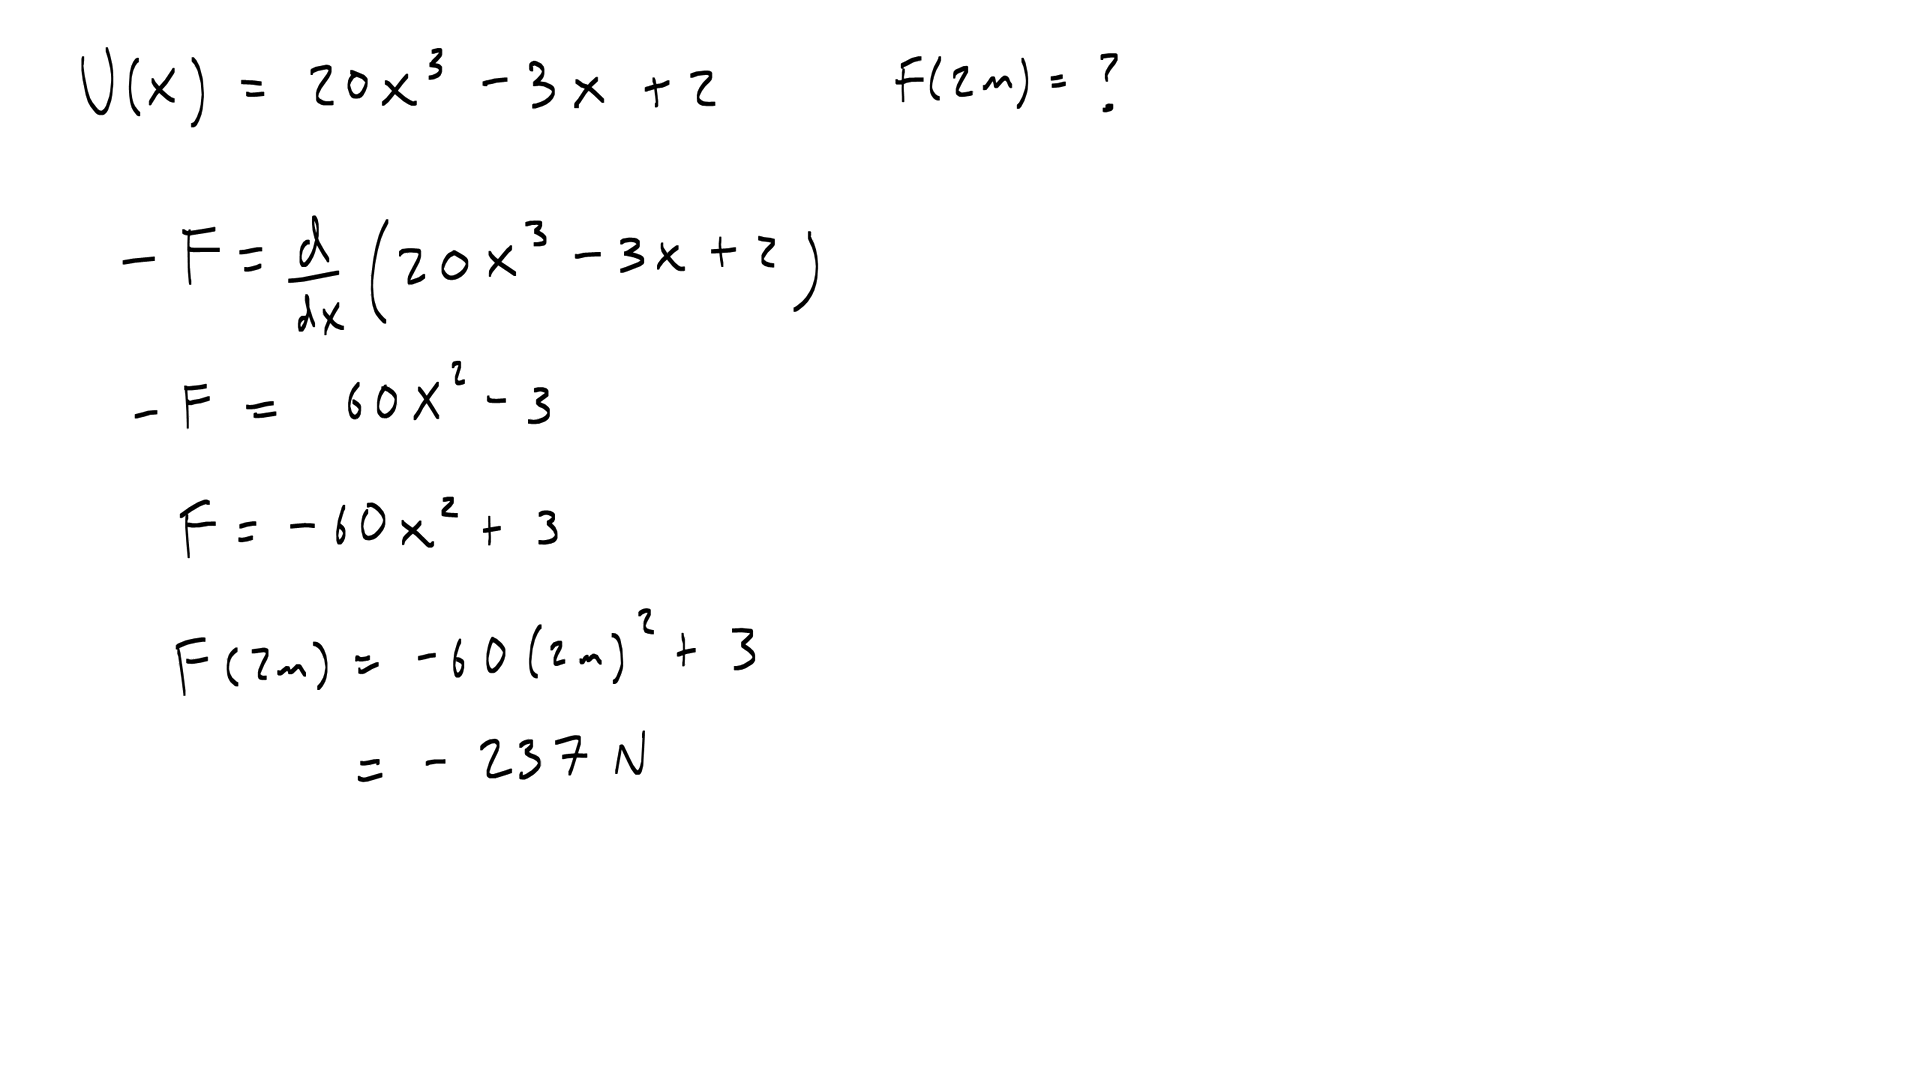 U(x) = 20x³ - 3x + 2 F(2m) = ?
- F = d/dx (20x³ - 3x + 2)
- F = 60x² - 3
F = - 60x² + 3
F(2m) = - 60(2m)² + 3
= - 237 N